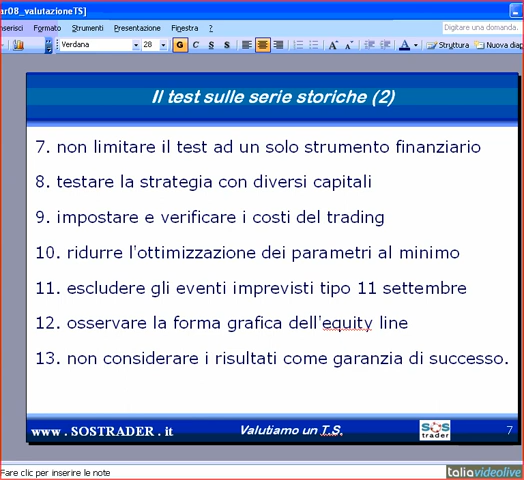 ar08_valutazioneTS]
nserisci Formato Strumenti Presentazione Finestra ? Digitare una domanda.
Verdana 28 G C S S A A A Struttura Nuova diap
Il test sulle serie storiche (2)
7. non limitare il test ad un solo strumento finanziario
8. testare la strategia con diversi capitali
9. impostare e verificare i costi del trading
10. ridurre l'ottimizzazione dei parametri al minimo
11. escludere gli eventi imprevisti tipo 11 settembre
12. osservare la forma grafica dell'equity line
13. non considerare i risultati come garanzia di successo.
www . SOSTRADER . it Valutiamo un T.S. SOS trader 7
Fare clic per inserire le note
taliavideolive